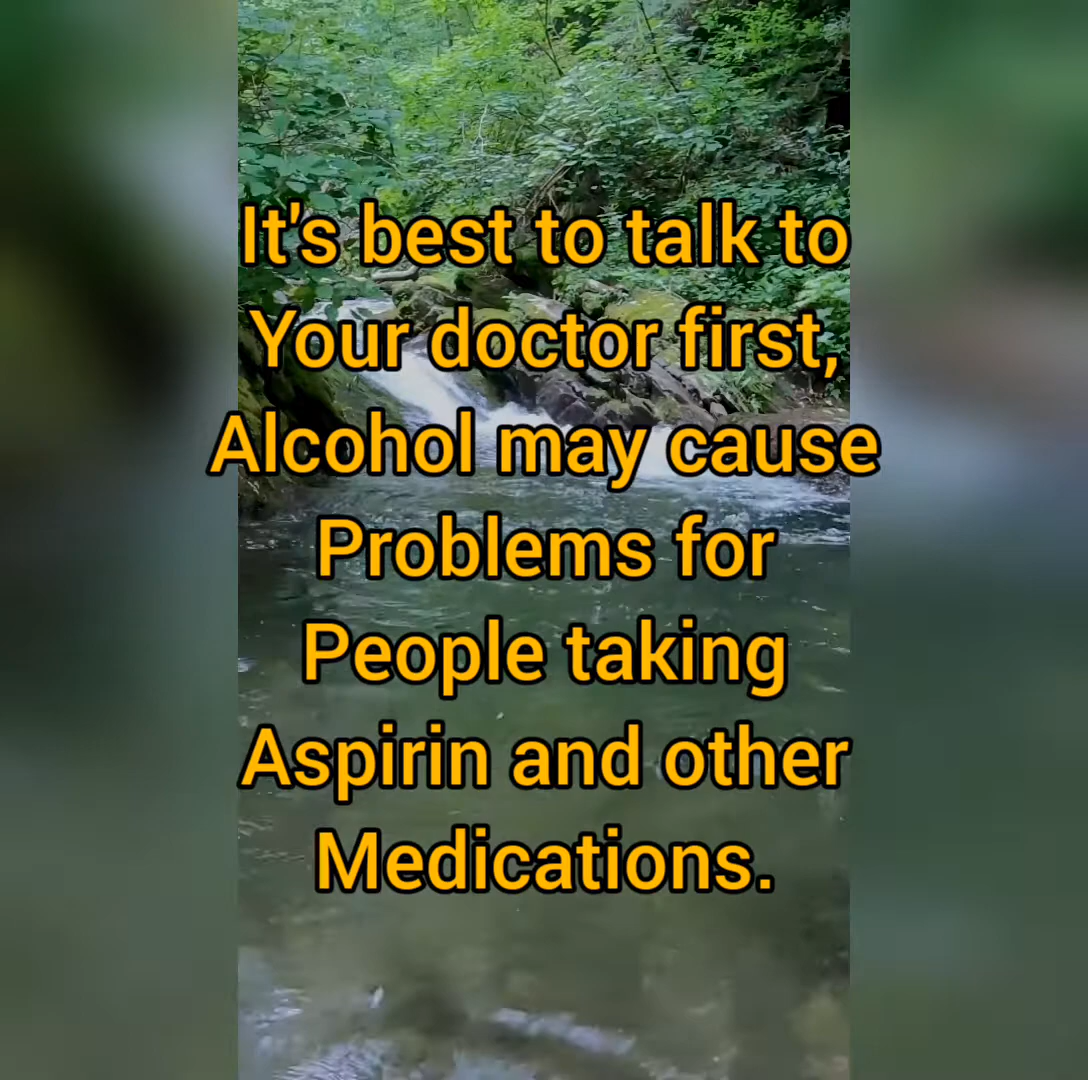 It's best to talk to
Your doctor first,
Alcohol may cause
Problems for
People taking
Aspirin and other
Medications.